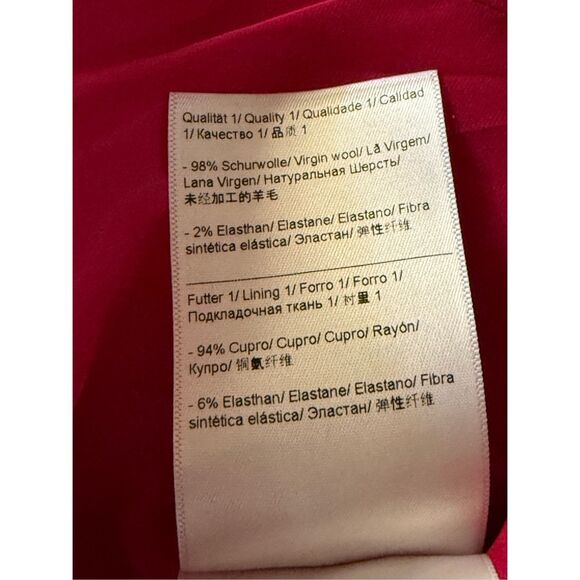 Qualität 1/ Quality 1/ Qualidade 1/ Calidad
1/ Качество 1/ 品质 1
- 98% Schurwolle/ Virgin wool/ Lã Virgem/
Lana Virgen/ Натуральная Шерсть/
未经加工的羊毛
- 2% Elasthan/ Elastane/ Elastano/ Fibra
sintética elástica/ Эластан/ 弹性纤维
Futter 1/ Lining 1/ Forro 1/ Forro 1/
Подкладочная ткань 1/ 衬里 1
- 94% Cupro/ Cupro/ Cupro/ Rayón/
Купро/ 铜氨纤维
- 6% Elasthan/ Elastane/ Elastano/ Fibra
sintética elástica/ Эластан/ 弹性纤维